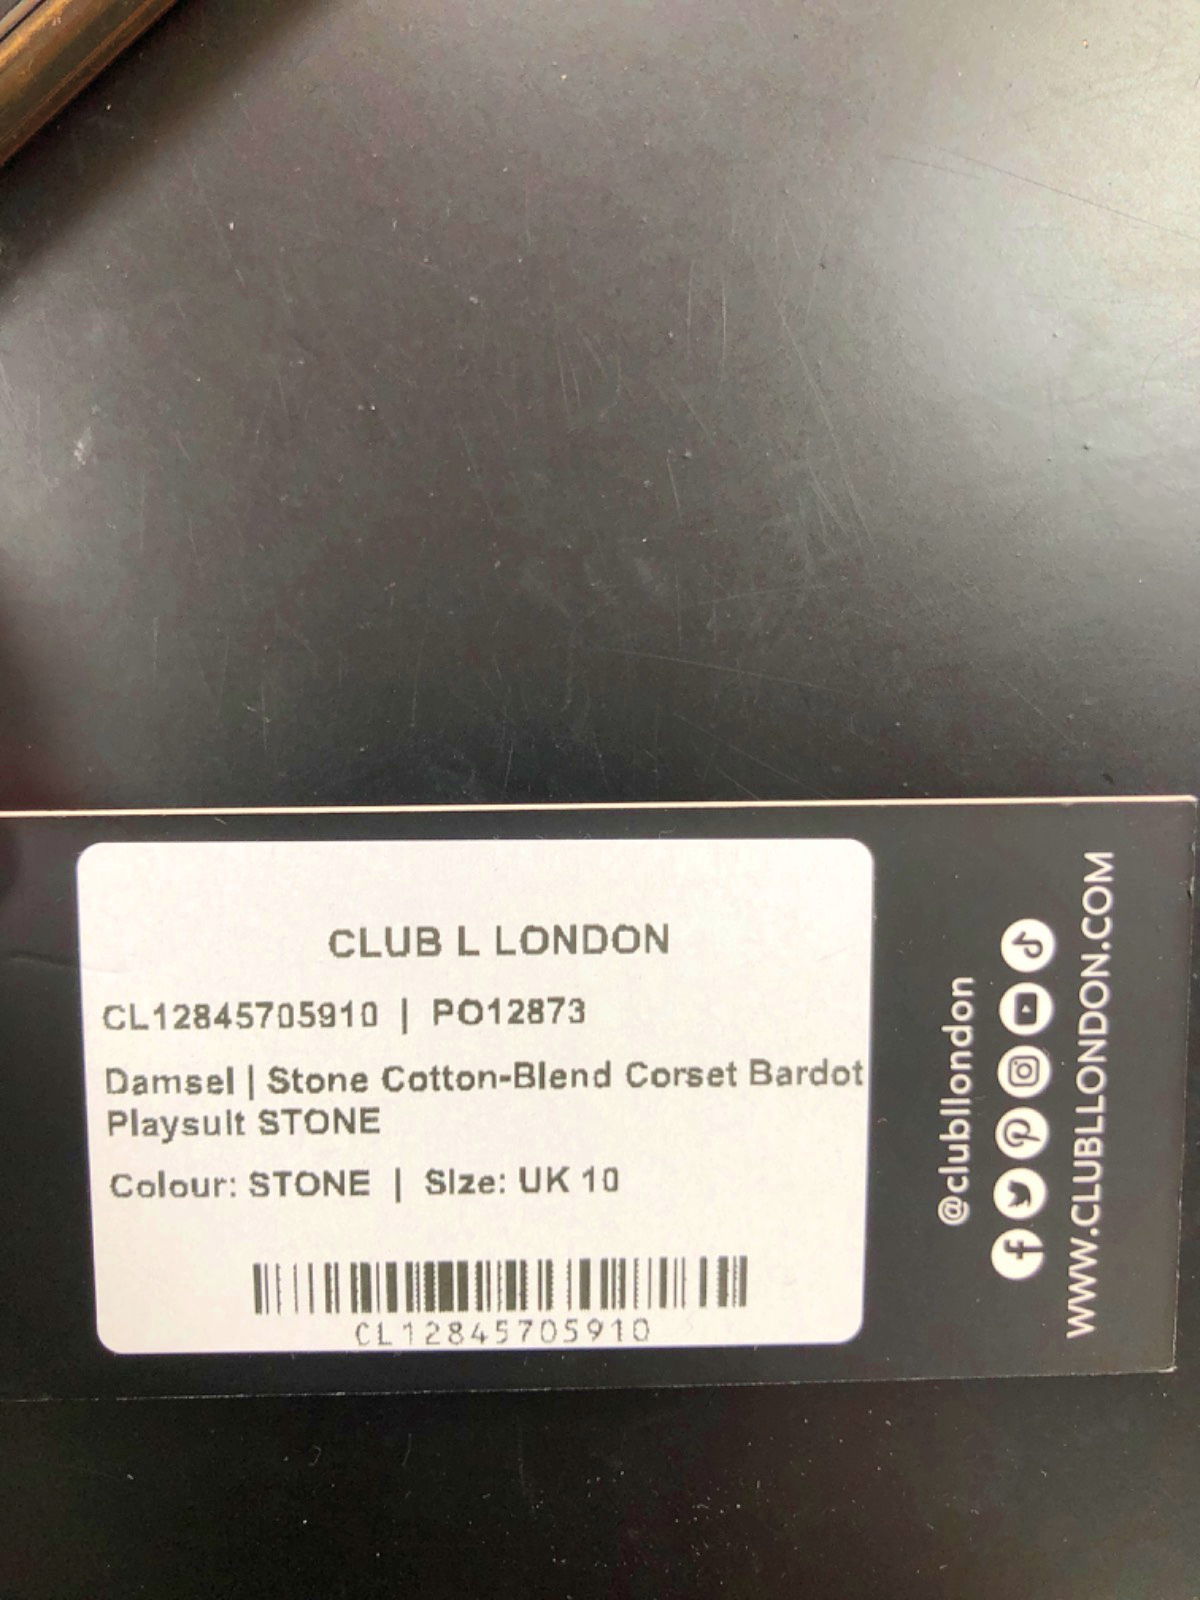 CLUB L LONDON
CL12845705910 | PO12873
Damsel | Stone Cotton-Blend Corset Bardot
Playsuit STONE
Colour: STONE | Size: UK 10
CL12845705910
@clubllondon
WWW.CLUBLLONDON.COM